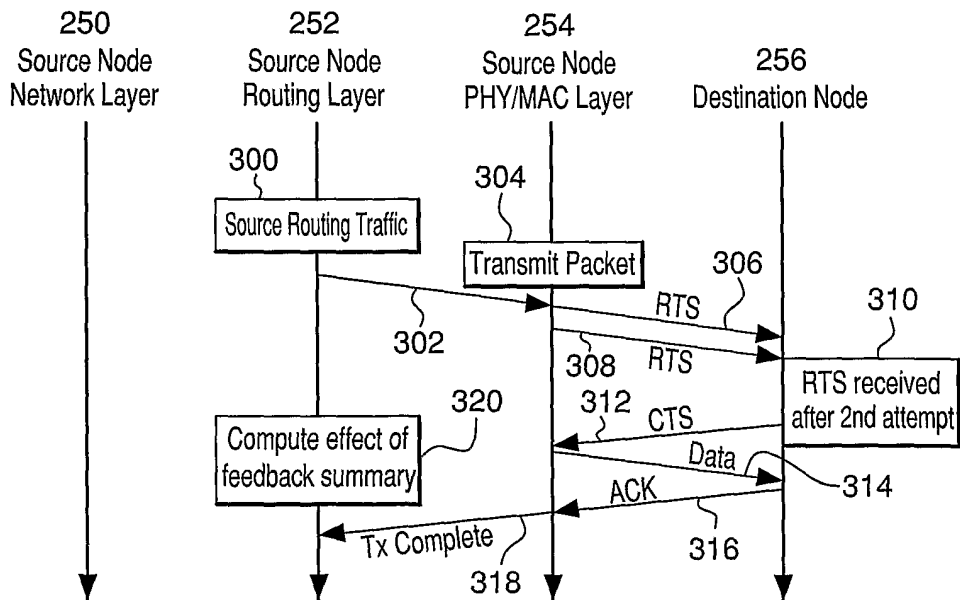 250
Source Node
Network Layer
252
Source Node
Routing Layer
254
Source Node
PHY/MAC Layer
256
Destination Node
300
Source Routing Traffic
304
Transmit Packet
302
RTS
306
308
RTS
310
RTS received
after 2nd attempt
312
CTS
320
Compute effect of
feedback summary
Data
314
ACK
316
Tx Complete
318